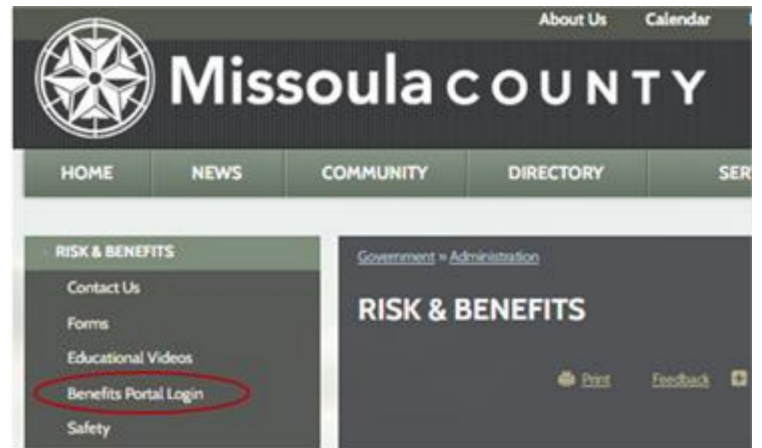 About Us Calendar
Missoula COUNTY
HOME NEWS COMMUNITY DIRECTORY SER
RISK & BENEFITS
Contact Us
Forms
Educational Videos
Benefits Portal Login
Safety
Government » Administration
RISK & BENEFITS
Print Feedback